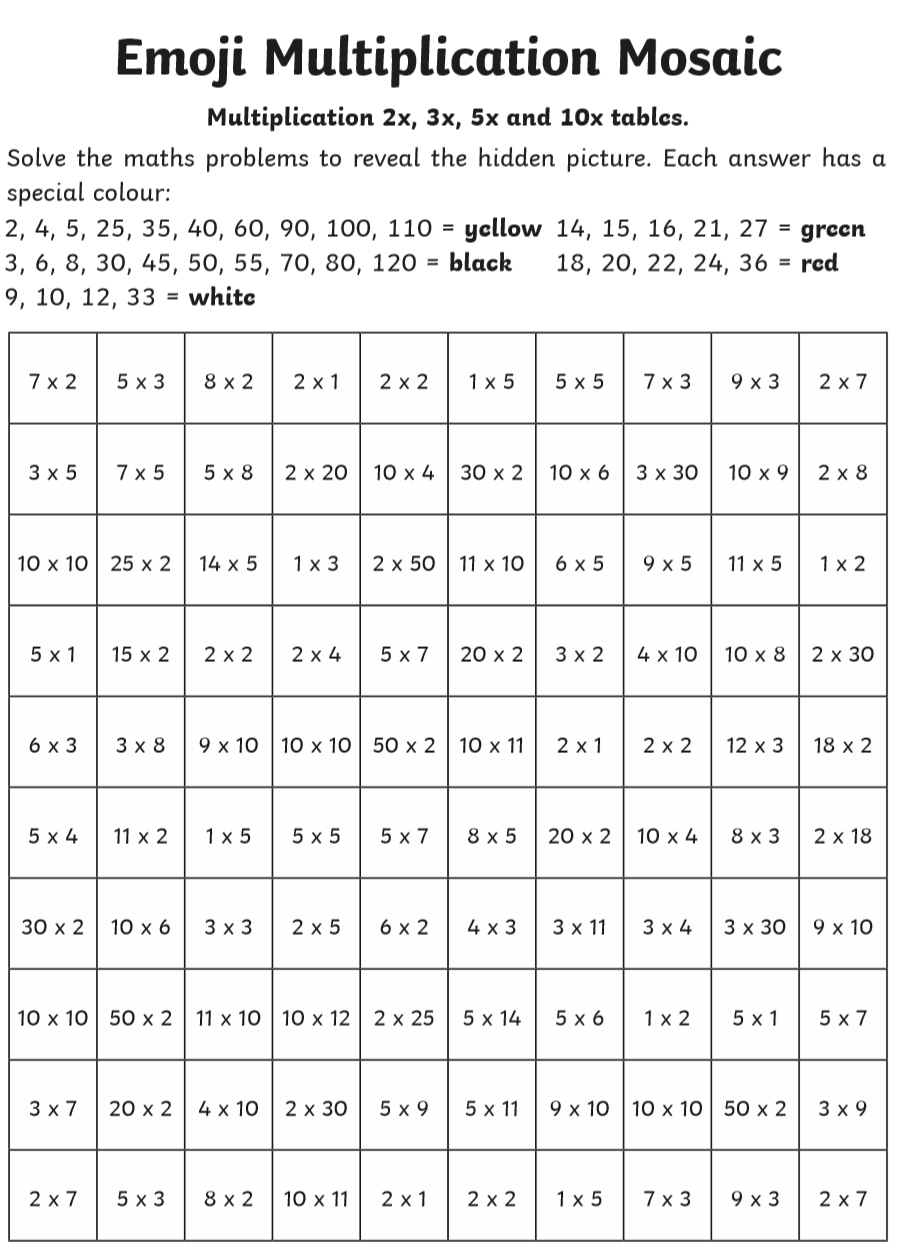 Emoji Multiplication Mosaic
Multiplication 2x, 3x, 5x and 10x tables.
Solve the maths problems to reveal the hidden picture. Each answer has a
special colour:
2, 4, 5, 25, 35, 40, 60, 90, 100, 110 = yellow 14, 15, 16, 21, 27 = green
3, 6, 8, 30, 45, 50, 55, 70, 80, 120 = black 18, 20, 22, 24, 36 = red
9, 10, 12, 33 = white
7 x 2 5 x 3 8 x 2 2 x 1 2 x 2 1 x 5 5 x 5 7 x 3 9 x 3 2 x 7
3 x 5 7 x 5 5 x 8 2 x 20 10 x 4 30 x 2 10 x 6 3 x 30 10 x 9 2 x 8
10 x 10 25 x 2 14 x 5 1 x 3 2 x 50 11 x 10 6 x 5 9 x 5 11 x 5 1 x 2
5 x 1 15 x 2 2 x 2 2 x 4 5 x 7 20 x 2 3 x 2 4 x 10 10 x 8 2 x 30
6 x 3 3 x 8 9 x 10 10 x 10 50 x 2 10 x 11 2 x 1 2 x 2 12 x 3 18 x 2
5 x 4 11 x 2 1 x 5 5 x 5 5 x 7 8 x 5 20 x 2 10 x 4 8 x 3 2 x 18
30 x 2 10 x 6 3 x 3 2 x 5 6 x 2 4 x 3 3 x 11 3 x 4 3 x 30 9 x 10
10 x 10 50 x 2 11 x 10 10 x 12 2 x 25 5 x 14 5 x 6 1 x 2 5 x 1 5 x 7
3 x 7 20 x 2 4 x 10 2 x 30 5 x 9 5 x 11 9 x 10 10 x 10 50 x 2 3 x 9
2 x 7 5 x 3 8 x 2 10 x 11 2 x 1 2 x 2 1 x 5 7 x 3 9 x 3 2 x 7